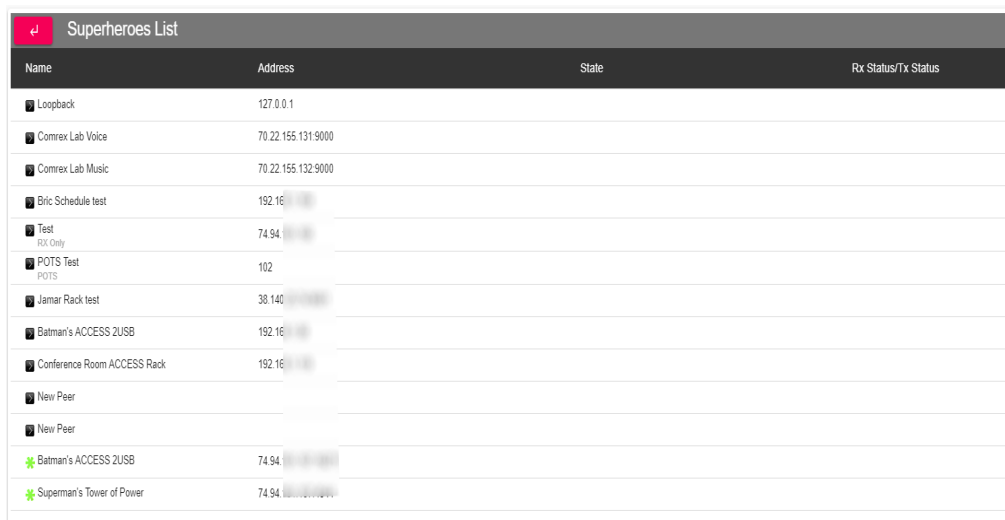 Superheroes List
Name Address State Rx Status/Tx Status
Loopback 127.0.0.1
Comrex Lab Voice 70.22.155.131:9000
Comrex Lab Music 70.22.155.132:9000
Bric Schedule test 192.16
Test 74.94.
RX Only
POTS Test 102
POTS
Jamar Rack test 38.140
Batman's ACCESS 2USB 192.16
Conference Room ACCESS Rack 192.16
New Peer
New Peer
Batman's ACCESS 2USB 74.94.
Superman's Tower of Power 74.94.